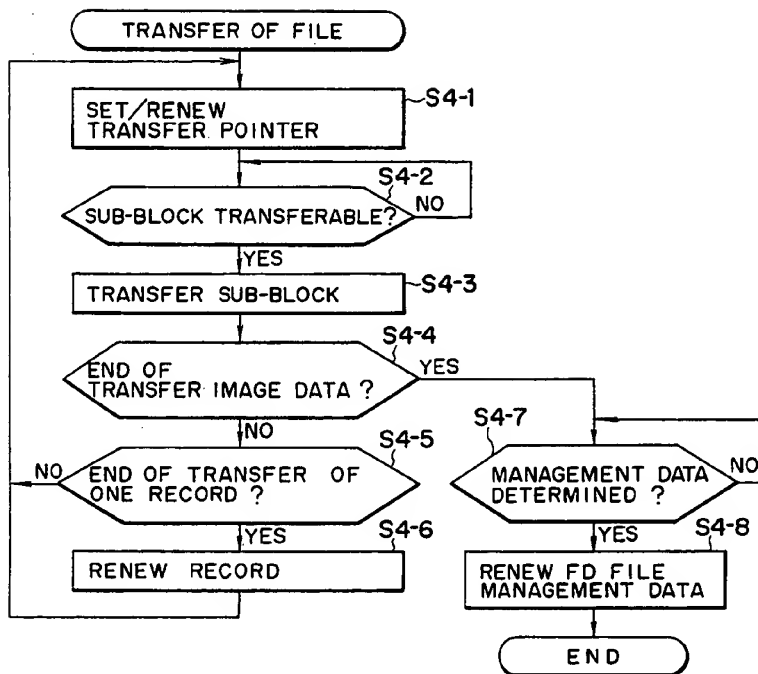 TRANSFER OF FILE
S4-1
SET/RENEW
TRANSFER POINTER
S4-2
SUB-BLOCK TRANSFERABLE?
NO
YES
TRANSFER SUB-BLOCK
S4-3
S4-4
END OF
TRANSFER IMAGE DATA ?
YES
NO
S4-5
NO
END OF TRANSFER OF
ONE RECORD ?
YES
S4-6
RENEW RECORD
S4-7
MANAGEMENT DATA
DETERMINED ?
NO
YES
S4-8
RENEW FD FILE
MANAGEMENT DATA
END